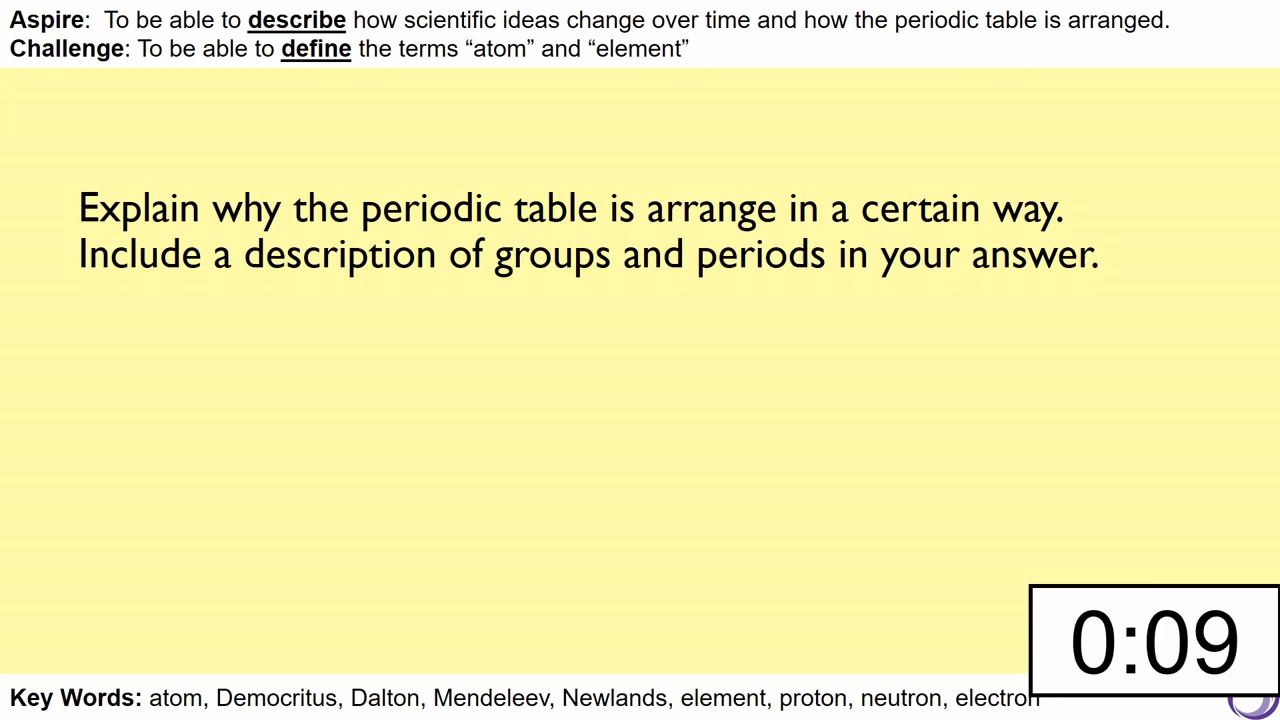 Aspire: To be able to describe how scientific ideas change over time and how the periodic table is arranged.
Challenge: To be able to define the terms “atom” and “element”
Explain why the periodic table is arrange in a certain way.
Include a description of groups and periods in your answer.
0:09
Key Words: atom, Democritus, Dalton, Mendeleev, Newlands, element, proton, neutron, electron